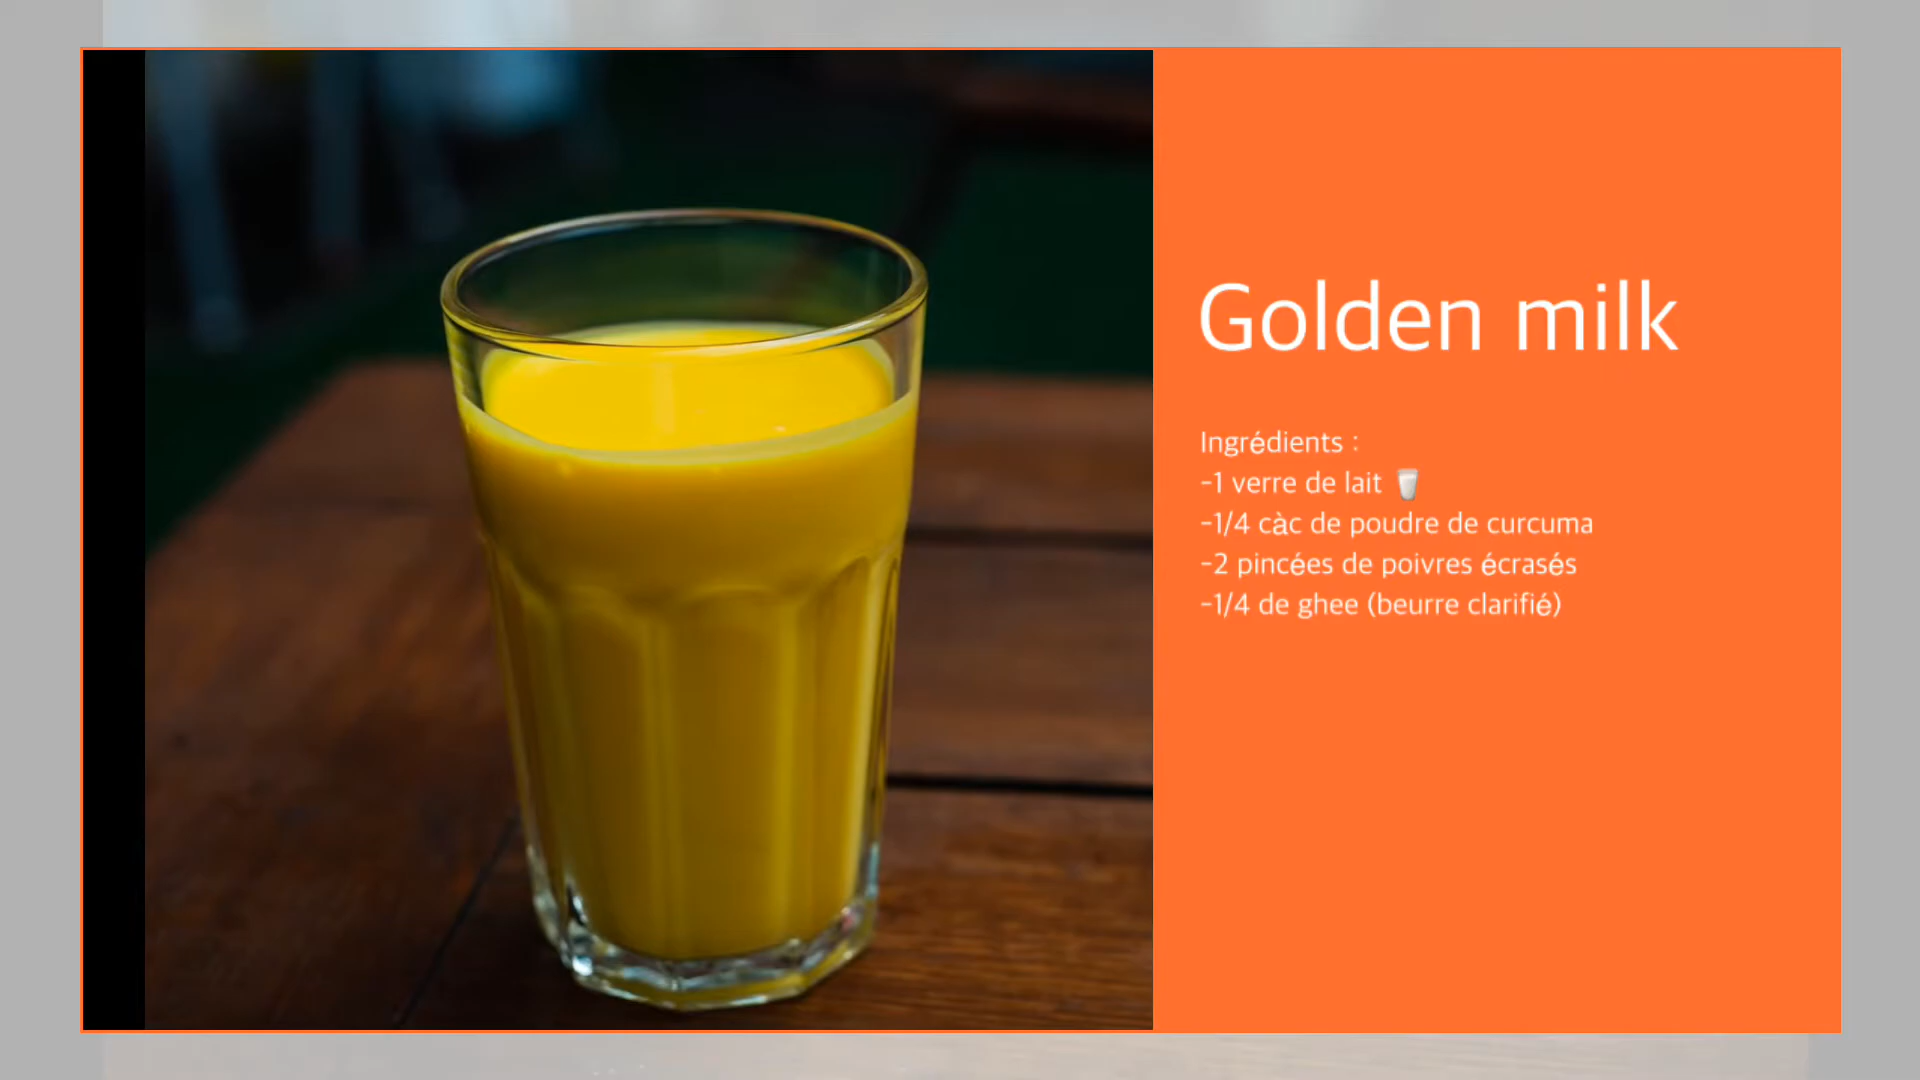 Golden milk
Ingrédients :
-1 verre de lait 🥛
-1/4 càc de poudre de curcuma
-2 pincées de poivres écrasés
-1/4 de ghee (beurre clarifié)